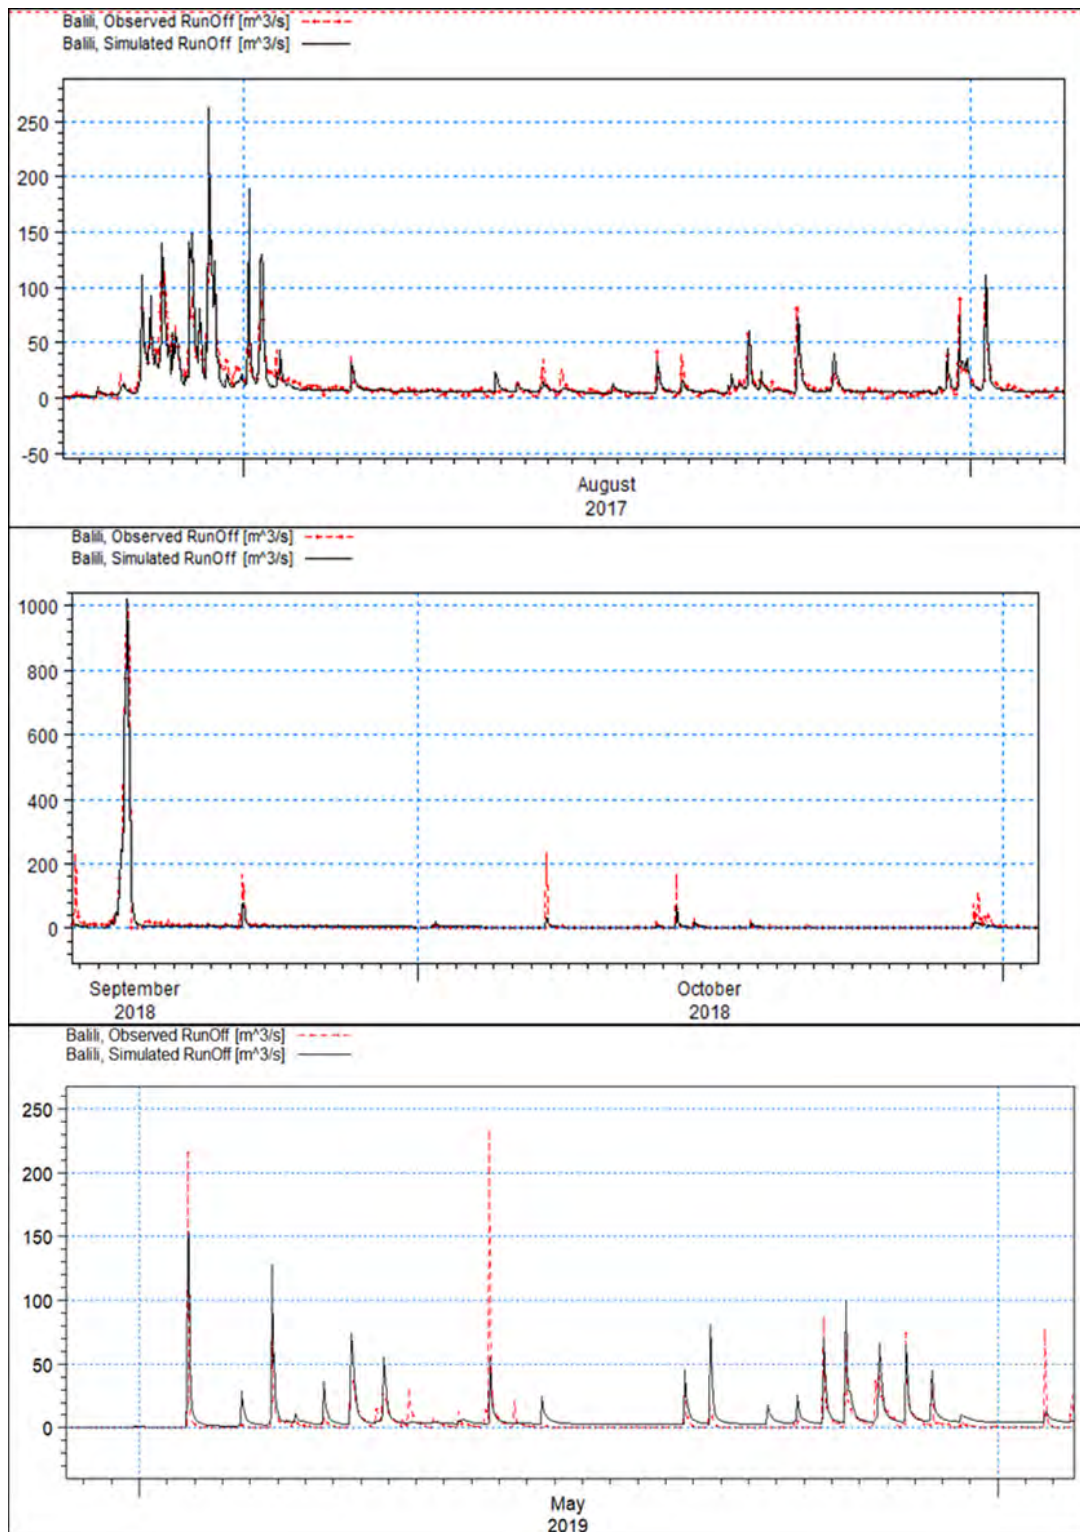 Balili, Observed RunOff [m^3/s]
Balili, Simulated RunOff [m^3/s]
250
200
150
100
50
0
-50
August
2017
Balili, Observed RunOff [m^3/s]
Balili, Simulated RunOff [m^3/s]
1000
800
600
400
200
0
September
2018
October
2018
Balili, Observed RunOff [m^3/s]
Balili, Simulated RunOff [m^3/s]
250
200
150
100
50
0
May
2019